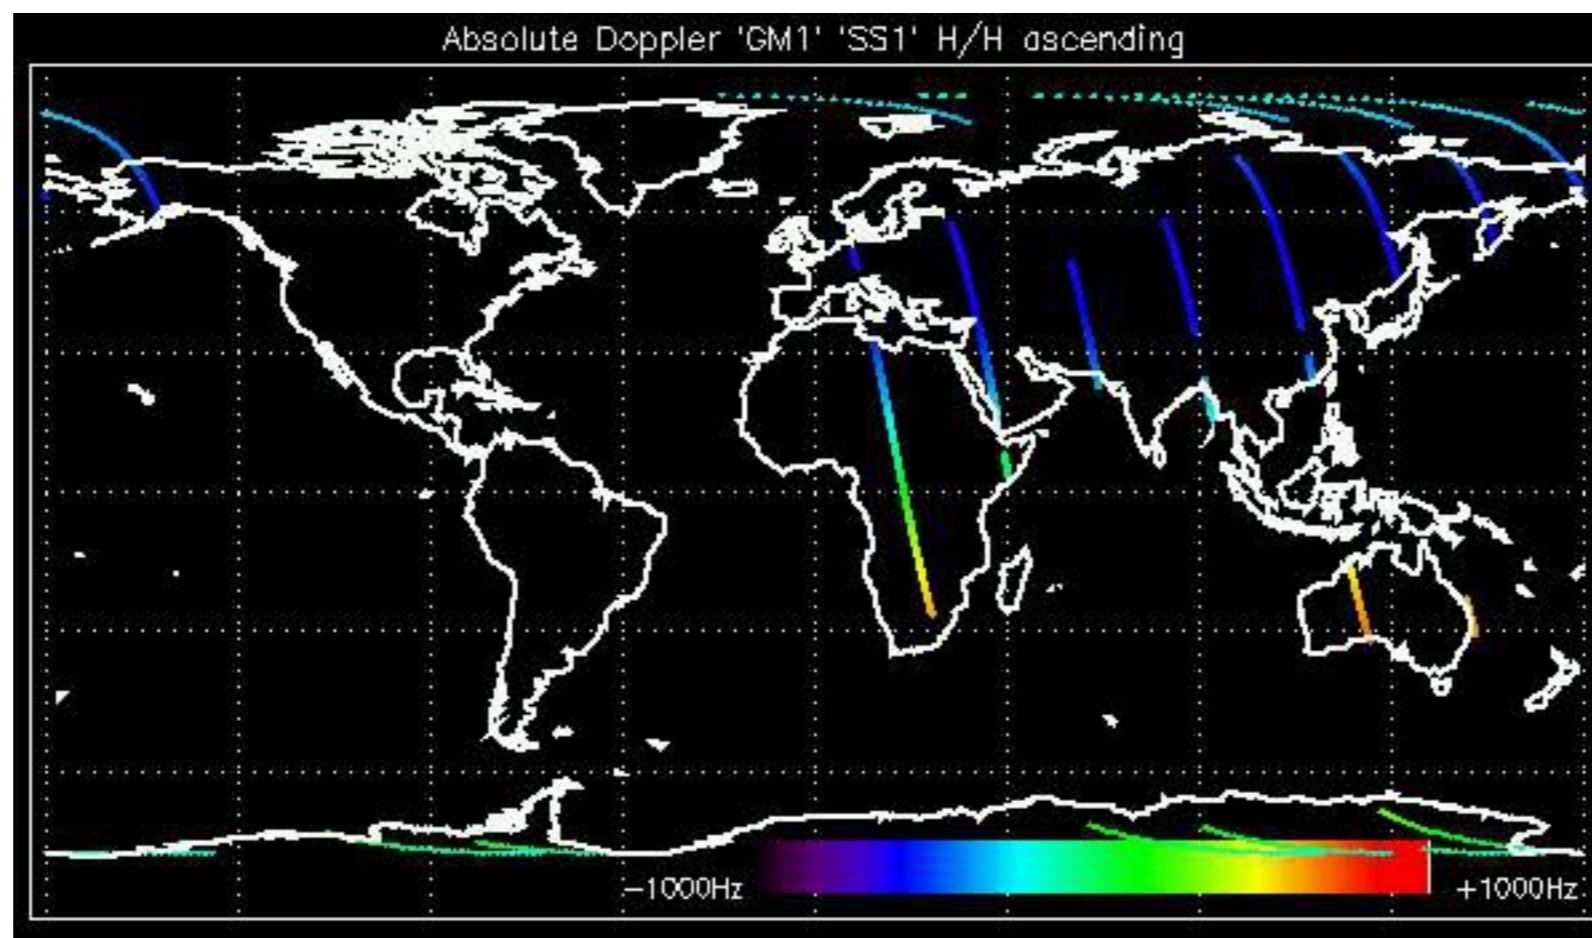 Absolute Doppler 'GM1' 'SS1' H/H ascending
-1000Hz
+1000Hz